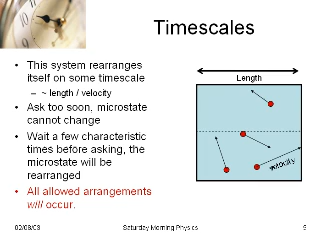 Timescales
• This system rearranges
itself on some timescale
– ~ length / velocity
• Ask too soon, microstate
cannot change
• Wait a few characteristic
times before asking, the
microstate will be
rearranged
• All allowed arrangements
will occur.
Length
velocity
02/08/03
Saturday Morning Physics
5